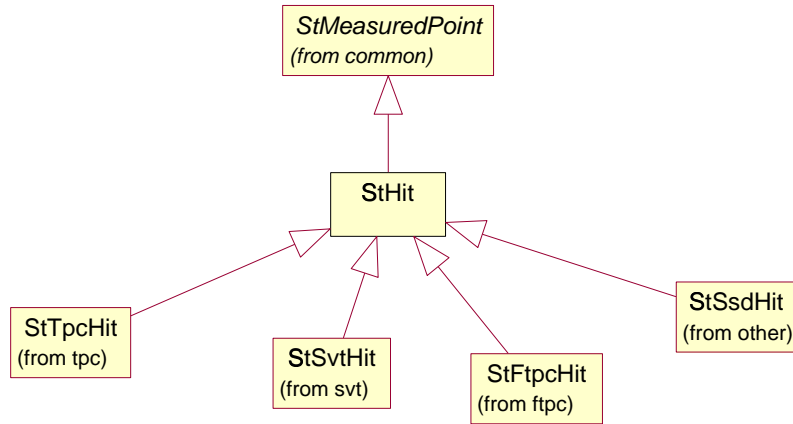 StMeasuredPoint
(from common)
StHit
StTpcHit
(from tpc)
StSvtHit
(from svt)
StFtpcHit
(from ftpc)
StSsdHit
(from other)